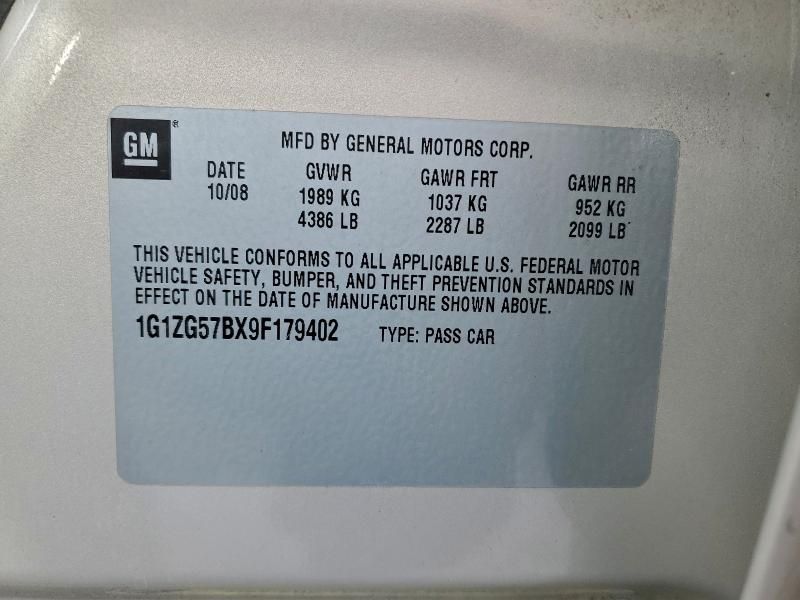 GM®
MFD BY GENERAL MOTORS CORP.
DATE GVWR GAWR FRT GAWR RR
10/08 1989 KG 1037 KG 952 KG
4386 LB 2287 LB 2099 LB
THIS VEHICLE CONFORMS TO ALL APPLICABLE U.S. FEDERAL MOTOR
VEHICLE SAFETY, BUMPER, AND THEFT PREVENTION STANDARDS IN
EFFECT ON THE DATE OF MANUFACTURE SHOWN ABOVE.
1G1ZG57BX9F179402 TYPE: PASS CAR